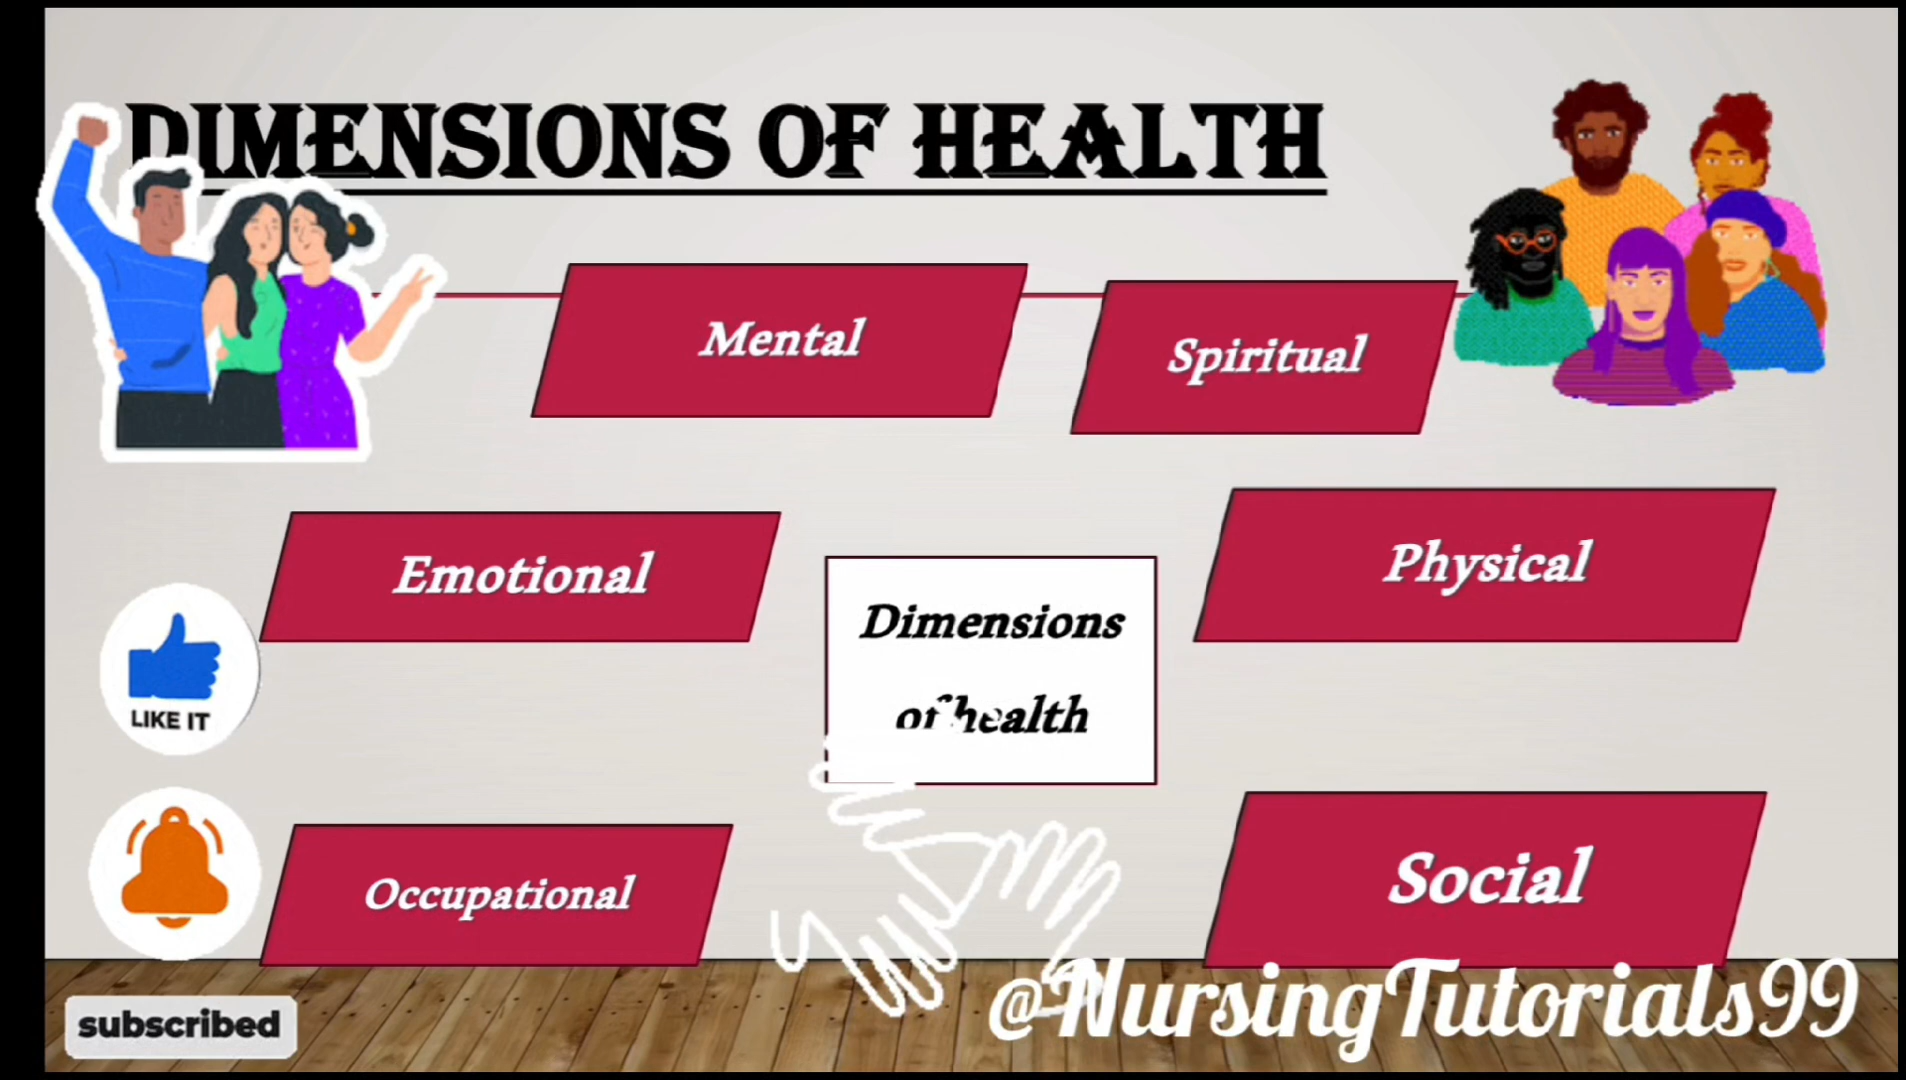 DIMENSIONS OF HEALTH
Mental
Spiritual
Emotional
Physical
Dimensions
of health
LIKE IT
Occupational
Social
@NursingTutorials99
subscribed